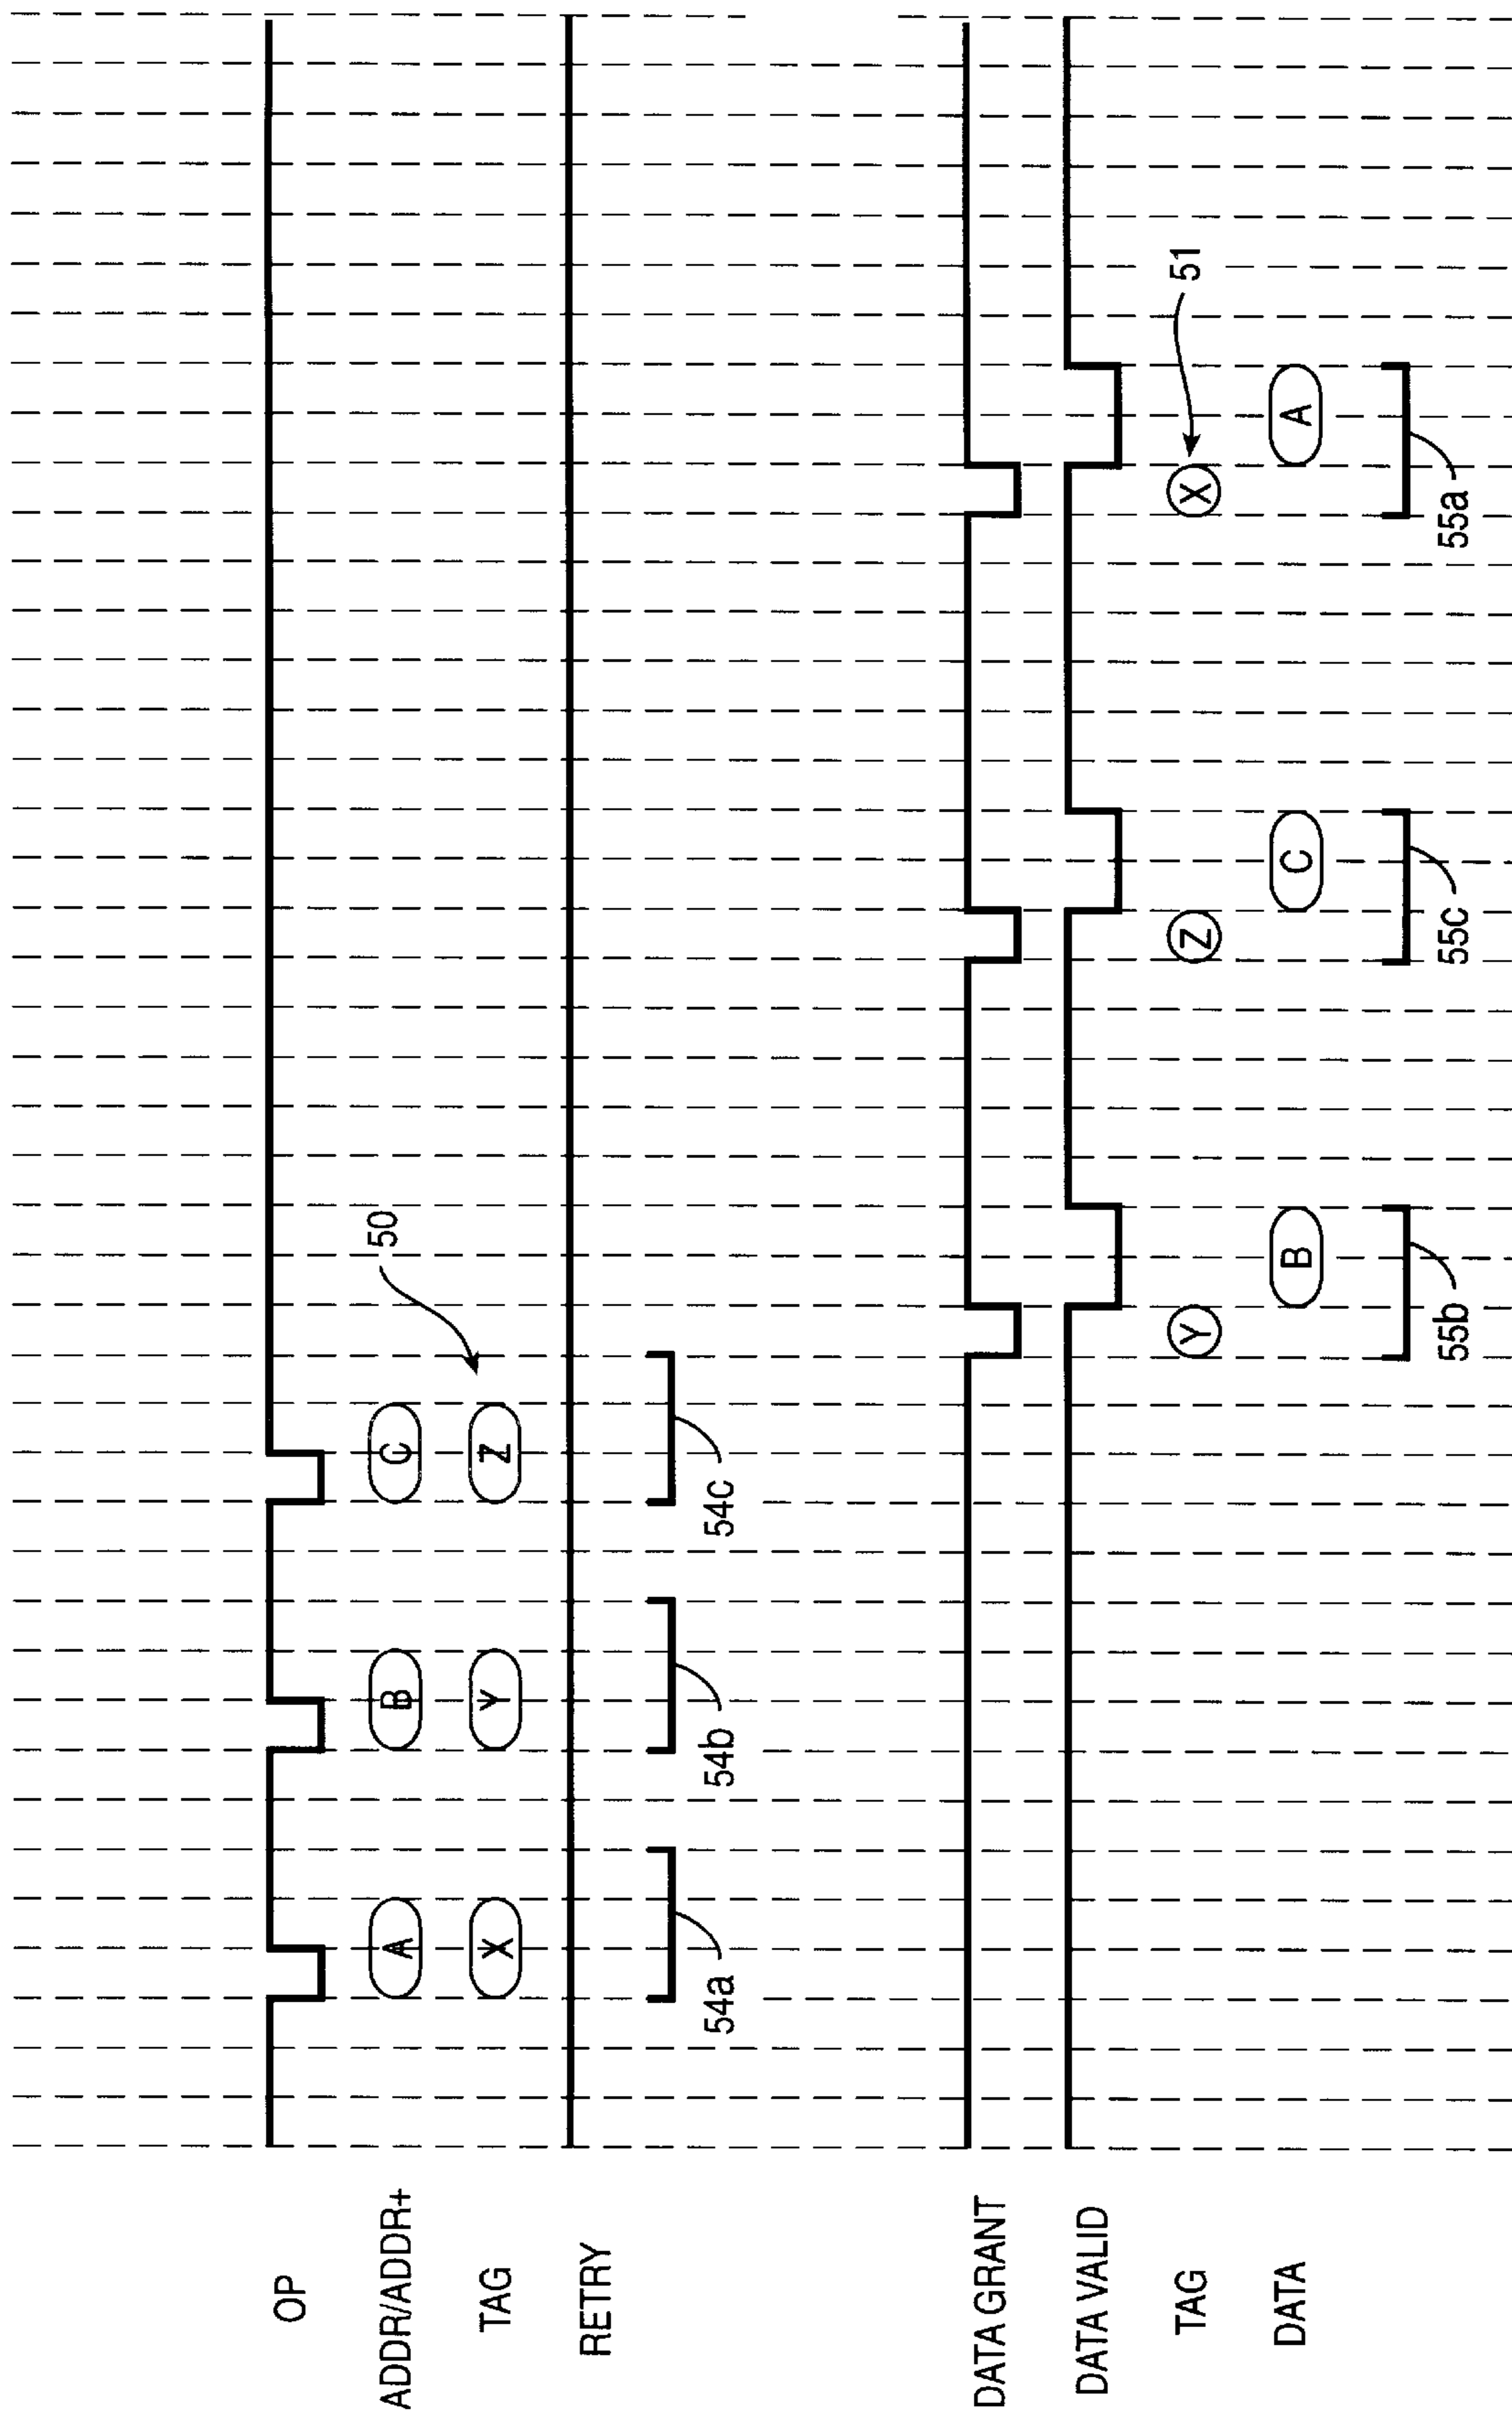 OP
ADDR/ADDR+
A
B
C
50
TAG
X
Y
Z
RETRY
54a
54b
54c
DATA GRANT
DATA VALID
TAG
Y
Z
X
51
DATA
B
C
A
55b
55c
55a